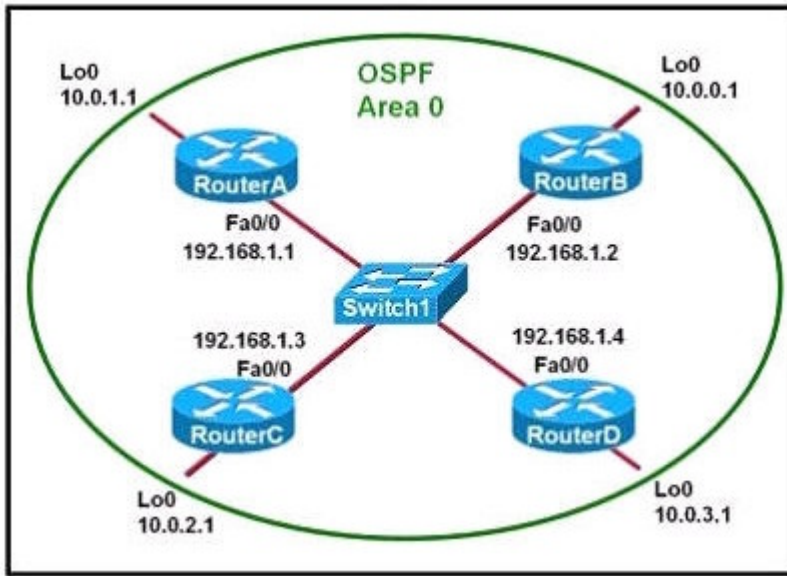 OSPF
Area 0
Lo0
10.0.1.1
Lo0
10.0.0.1
RouterA
RouterB
Fa0/0
192.168.1.1
Fa0/0
192.168.1.2
Switch1
192.168.1.3
Fa0/0
192.168.1.4
Fa0/0
RouterC
RouterD
Lo0
10.0.2.1
Lo0
10.0.3.1